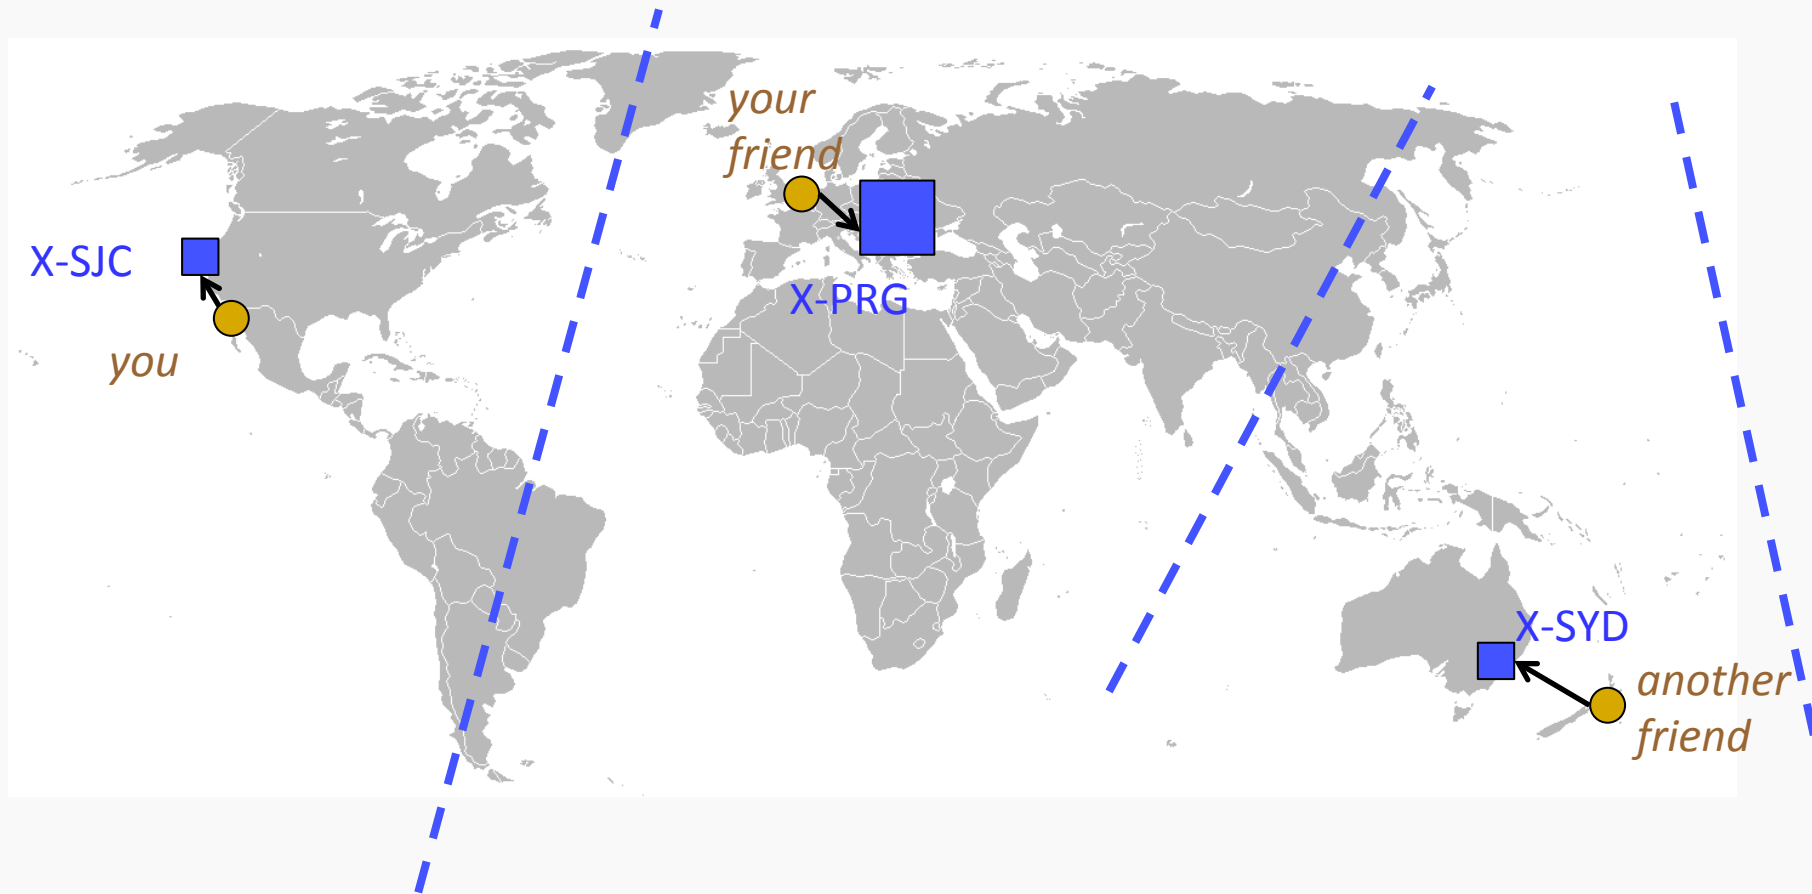 your
friend
X-SJC
X-PRG
you
X-SYD
another
friend